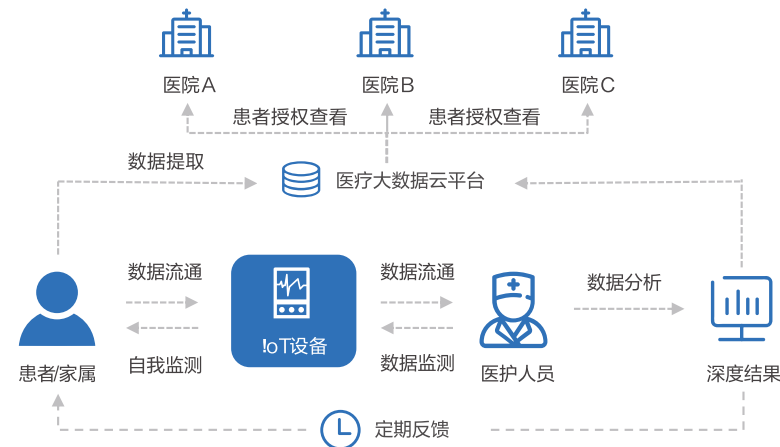 医院A
医院B
医院C
患者授权查看
患者授权查看
数据提取
医疗大数据云平台
数据流通
数据流通
数据分析
IoT设备
自我监测
数据监测
患者/家属
医护人员
深度结果
定期反馈